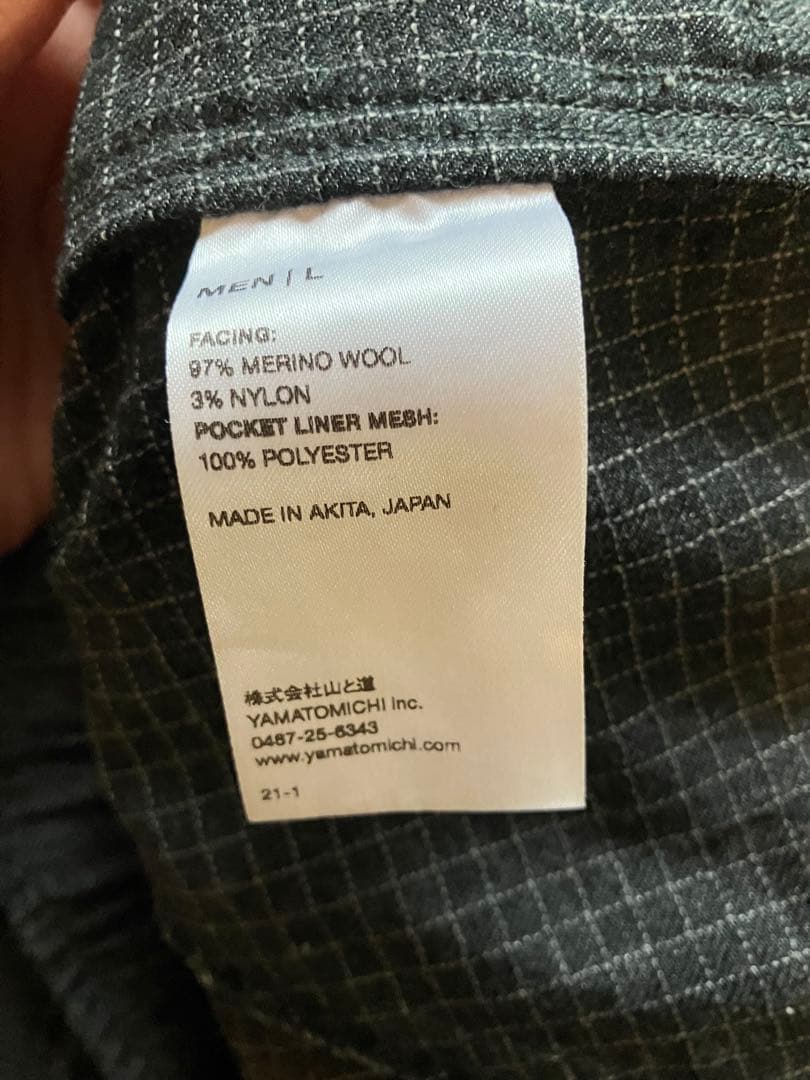 MEN | L
FACING:
97% MERINO WOOL
3% NYLON
POCKET LINER MESH:
100% POLYESTER
MADE IN AKITA, JAPAN
株式会社山と道
YAMATOMICHI Inc.
0467-25-6343
www.yamatomichi.com
21-1